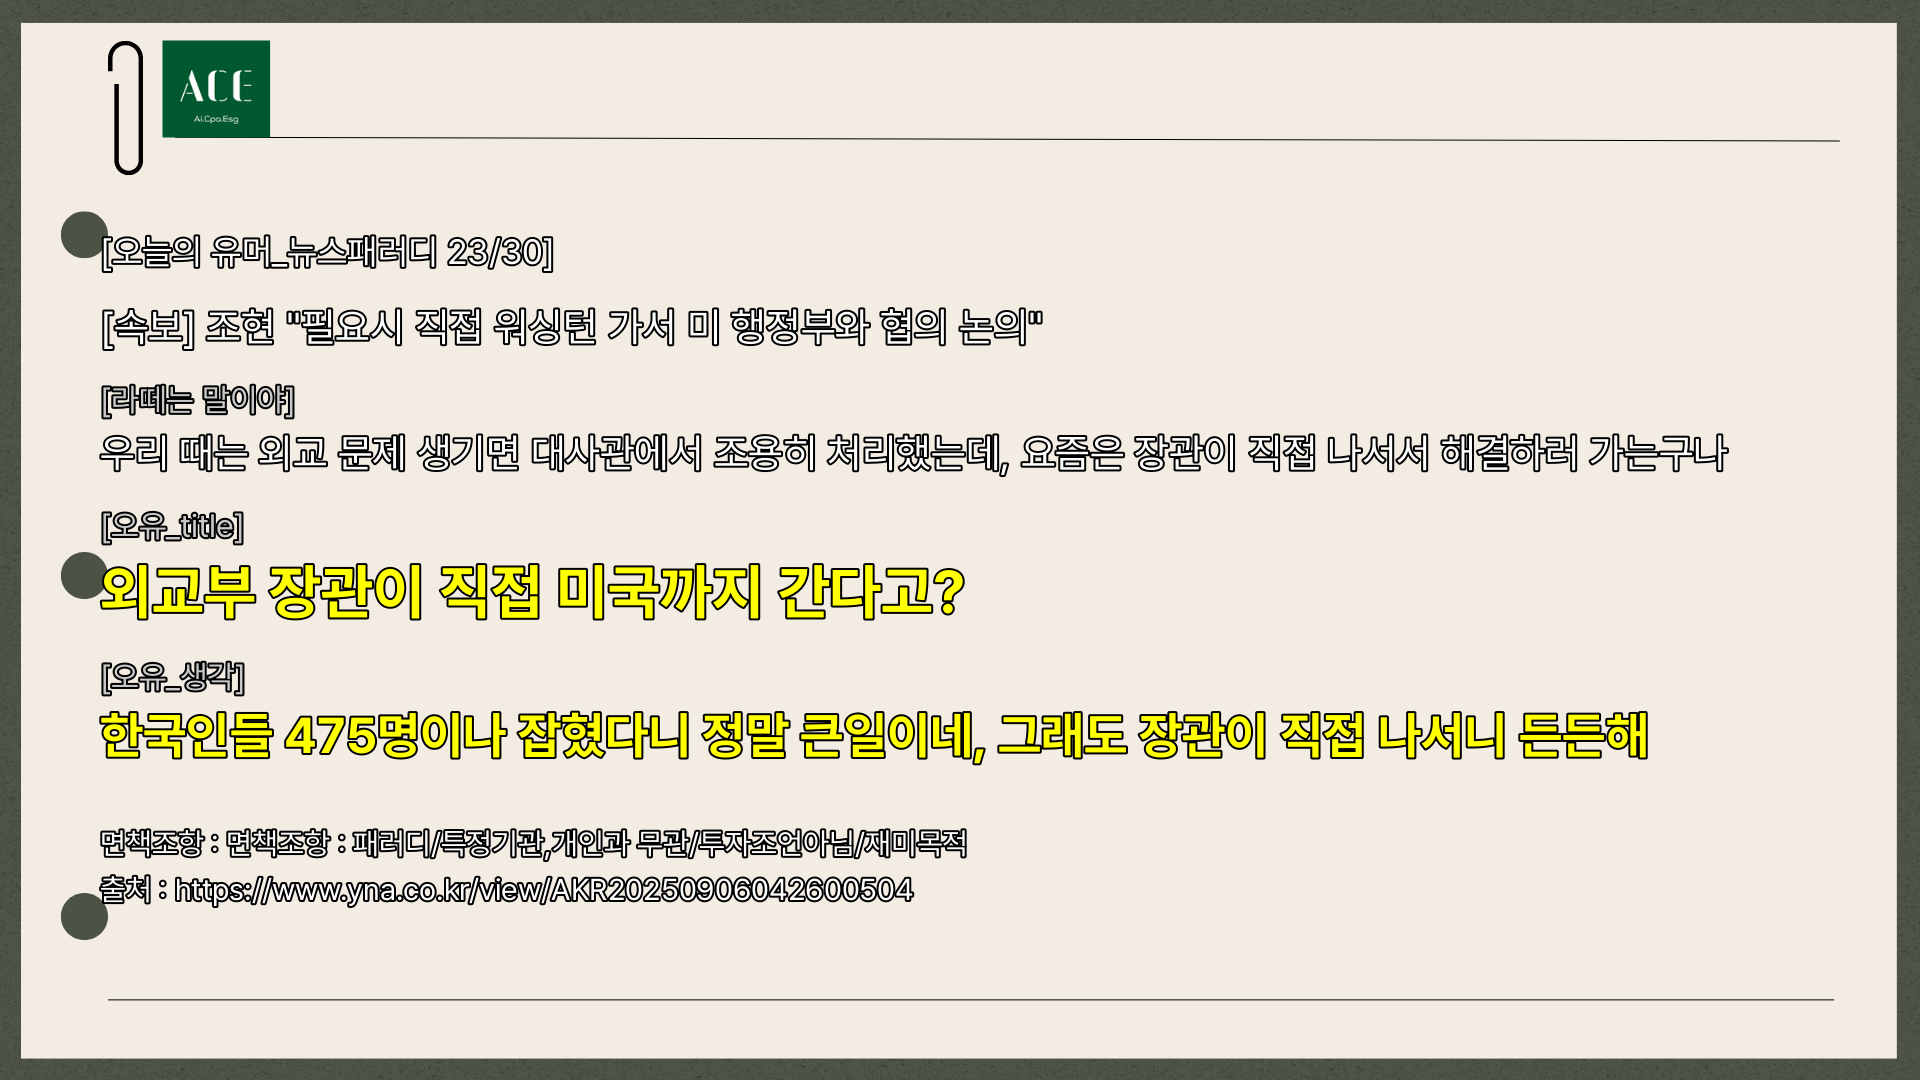 ACE
Ai.Cpa.Esg
[오늘의 유머_뉴스패러디 23/30]
[속보] 조현 "필요시 직접 워싱턴 가서 미 행정부와 협의 논의"
[라떼는 말이야]
우리 때는 외교 문제 생기면 대사관에서 조용히 처리했는데, 요즘은 장관이 직접 나서서 해결하러 가는구나
[오유_title]
외교부 장관이 직접 미국까지 간다고?
[오유_생각]
한국인들 475명이나 잡혔다니 정말 큰일이네, 그래도 장관이 직접 나서니 든든해
면책조항 : 면책조항 : 패러디/특정기관,개인과 무관/투자조언아님/재미목적
출처 : https://www.yna.co.kr/view/AKR20250906042600504